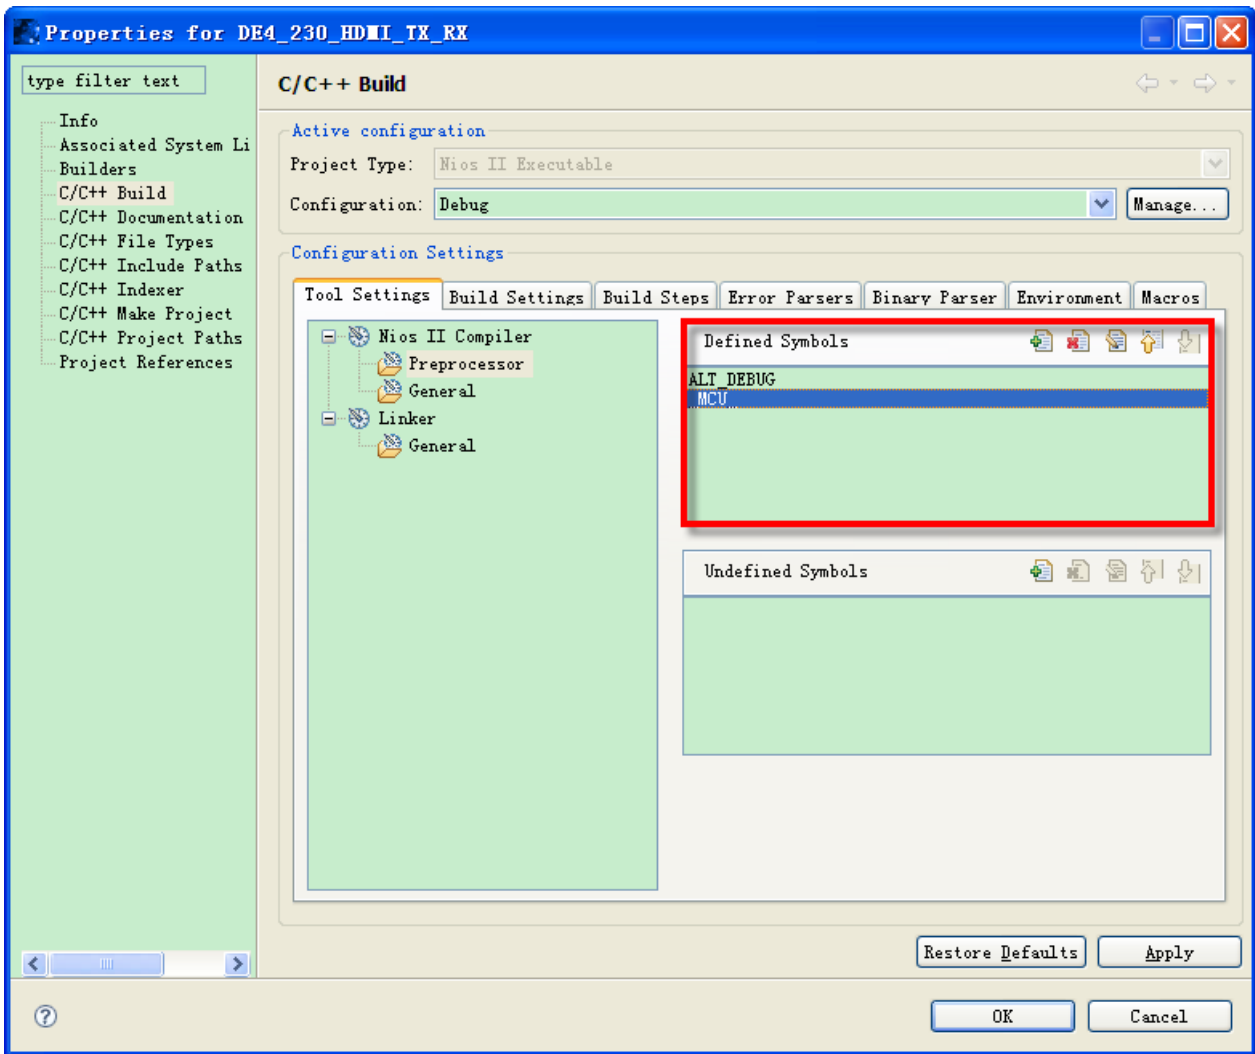 Properties for DE4_230_HDMI_TX_RX
type filter text
Info
Associated System Li
Builders
C/C++ Build
C/C++ Documentation
C/C++ File Types
C/C++ Include Paths
C/C++ Indexer
C/C++ Make Project
C/C++ Project Paths
Project References
C/C++ Build
Active configuration
Project Type: Nios II Executable
Configuration: Debug Manage...
Configuration Settings
Tool Settings Build Settings Build Steps Error Parsers Binary Parser Environment Macros
Nios II Compiler
Preprocessor
General
Linker
General
Defined Symbols
ALT_DEBUG
_MCU_
Undefined Symbols
Restore Defaults Apply
OK Cancel